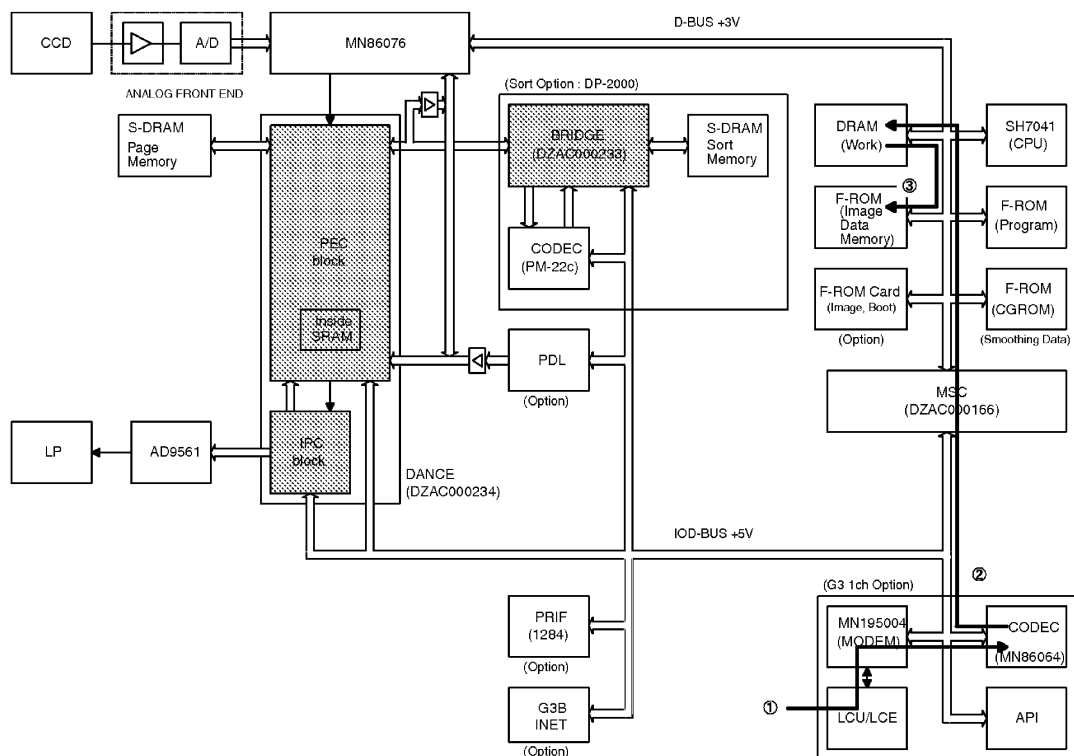 D-BUS +3V
CCD
A/D
MN86076
ANALOG FRONT END
(Sort Option : DP-2000)
S-DRAM
Page
Memory
BRIDGE
(DZAC000233)
S-DRAM
Sort
Memory
DRAM
(Work)
SH7041
(CPU)
③
F-ROM
(Image
Data
Memory)
F-ROM
(Program)
PEC
block
CODEC
(PM-22c)
Inside
SRAM
F-ROM Card
(Image, Boot)
(Option)
F-ROM
(CGROM)
(Smoothing Data)
PDL
(Option)
MSC
(DZAC000166)
LP
AD9561
IPC
block
DANCE
(DZAC000234)
IOD-BUS +5V
②
(G3 1ch Option)
PRIF
(1284)
(Option)
MN195004
(MODEM)
CODEC
(MN86064)
①
G3B
INET
(Option)
LCU/LCE
API